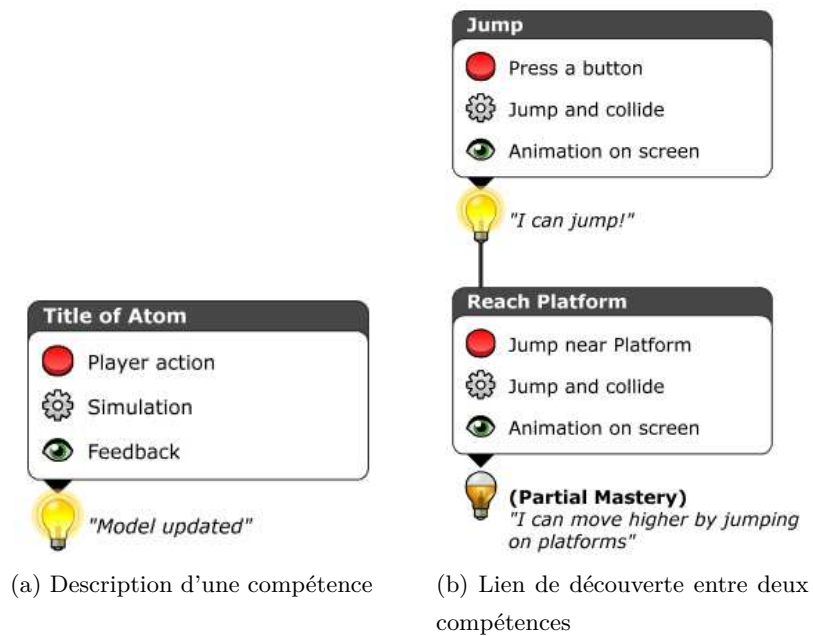 Title of Atom
Player action
Simulation
Feedback
"Model updated"
(a) Description d'une compétence
Jump
Press a button
Jump and collide
Animation on screen
"I can jump!"
Reach Platform
Jump near Platform
Jump and collide
Animation on screen
(Partial Mastery)
"I can move higher by jumping
on platforms"
(b) Lien de découverte entre deux
compétences